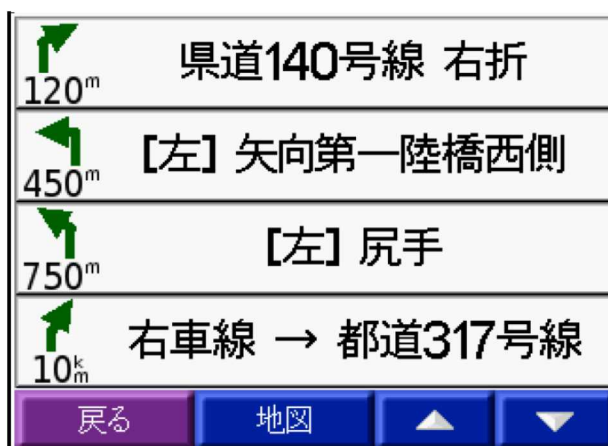 120m
県道140号線 右折
450m
[左] 矢向第一陸橋西側
750m
[左] 尻手
10km
右車線 → 都道317号線
戻る
地図